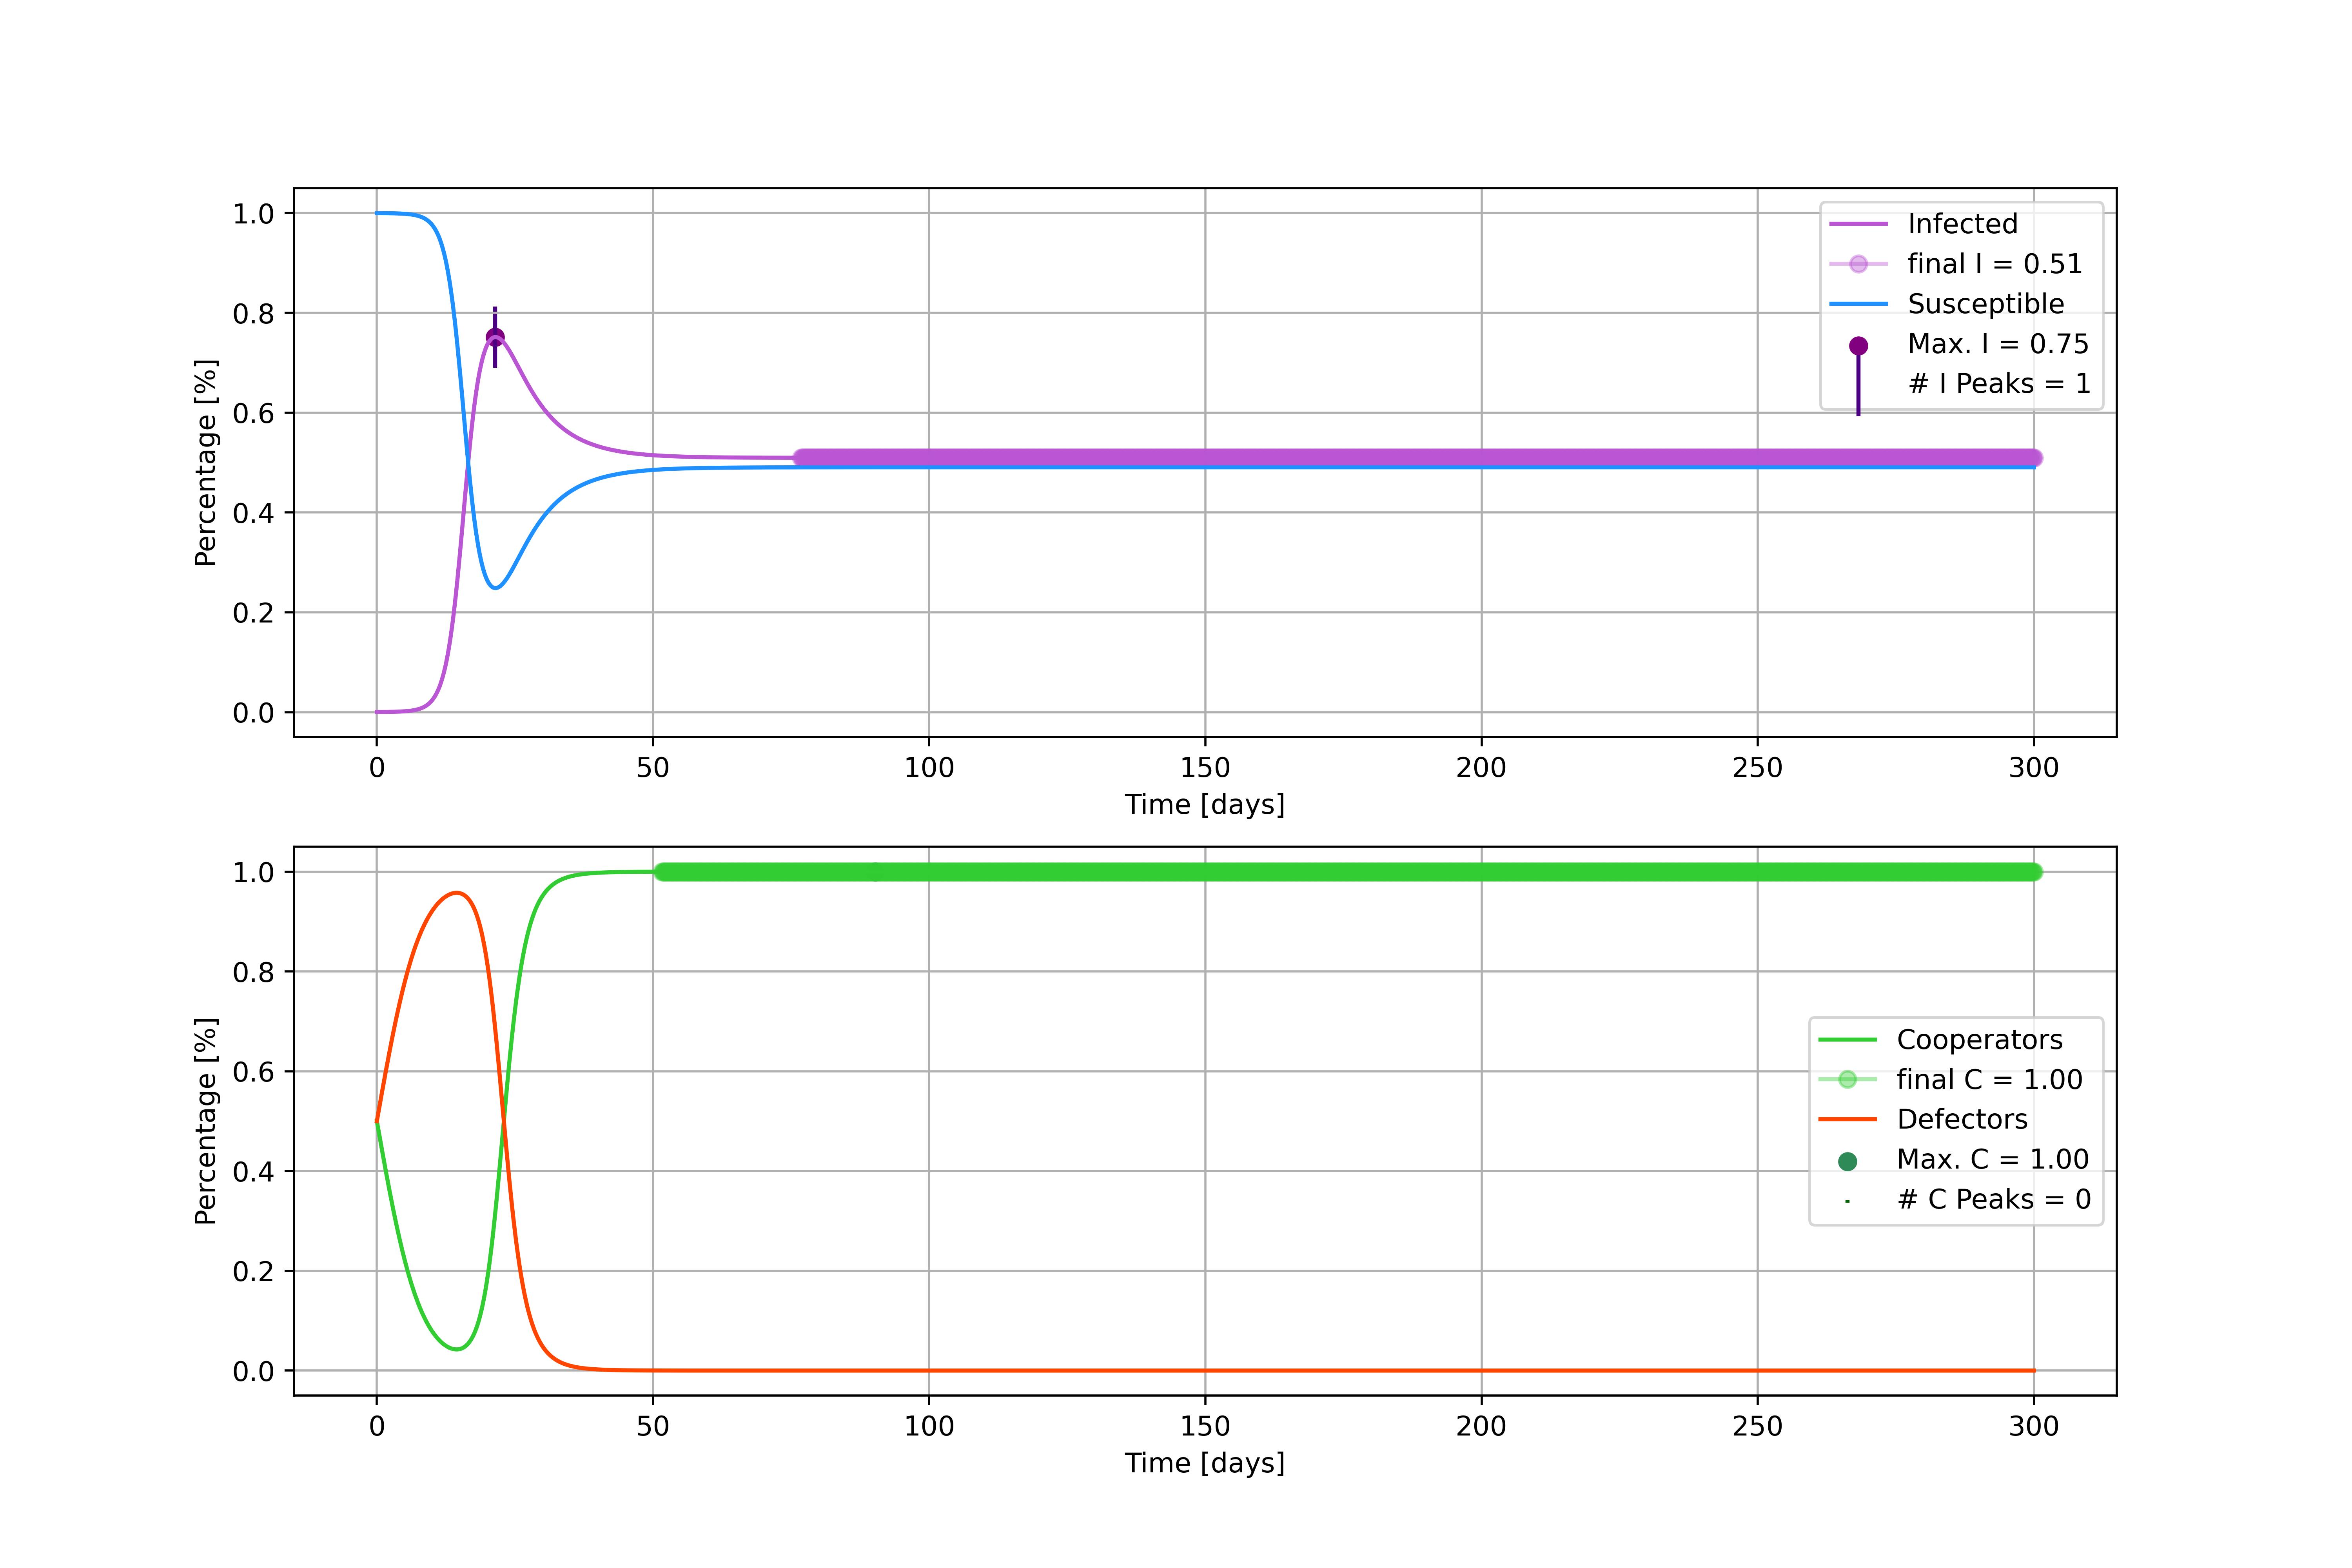 1.0
0.8
0.6
0.4
0.2
0.0
Percentage [%]
Infected
final I = 0.51
Susceptible
Max. I = 0.75
# I Peaks = 1
0 50 100 150 200 250 300
Time [days]
1.0
0.8
0.6
0.4
0.2
0.0
Percentage [%]
Cooperators
final C = 1.00
Defectors
Max. C = 1.00
# C Peaks = 0
0 50 100 150 200 250 300
Time [days]